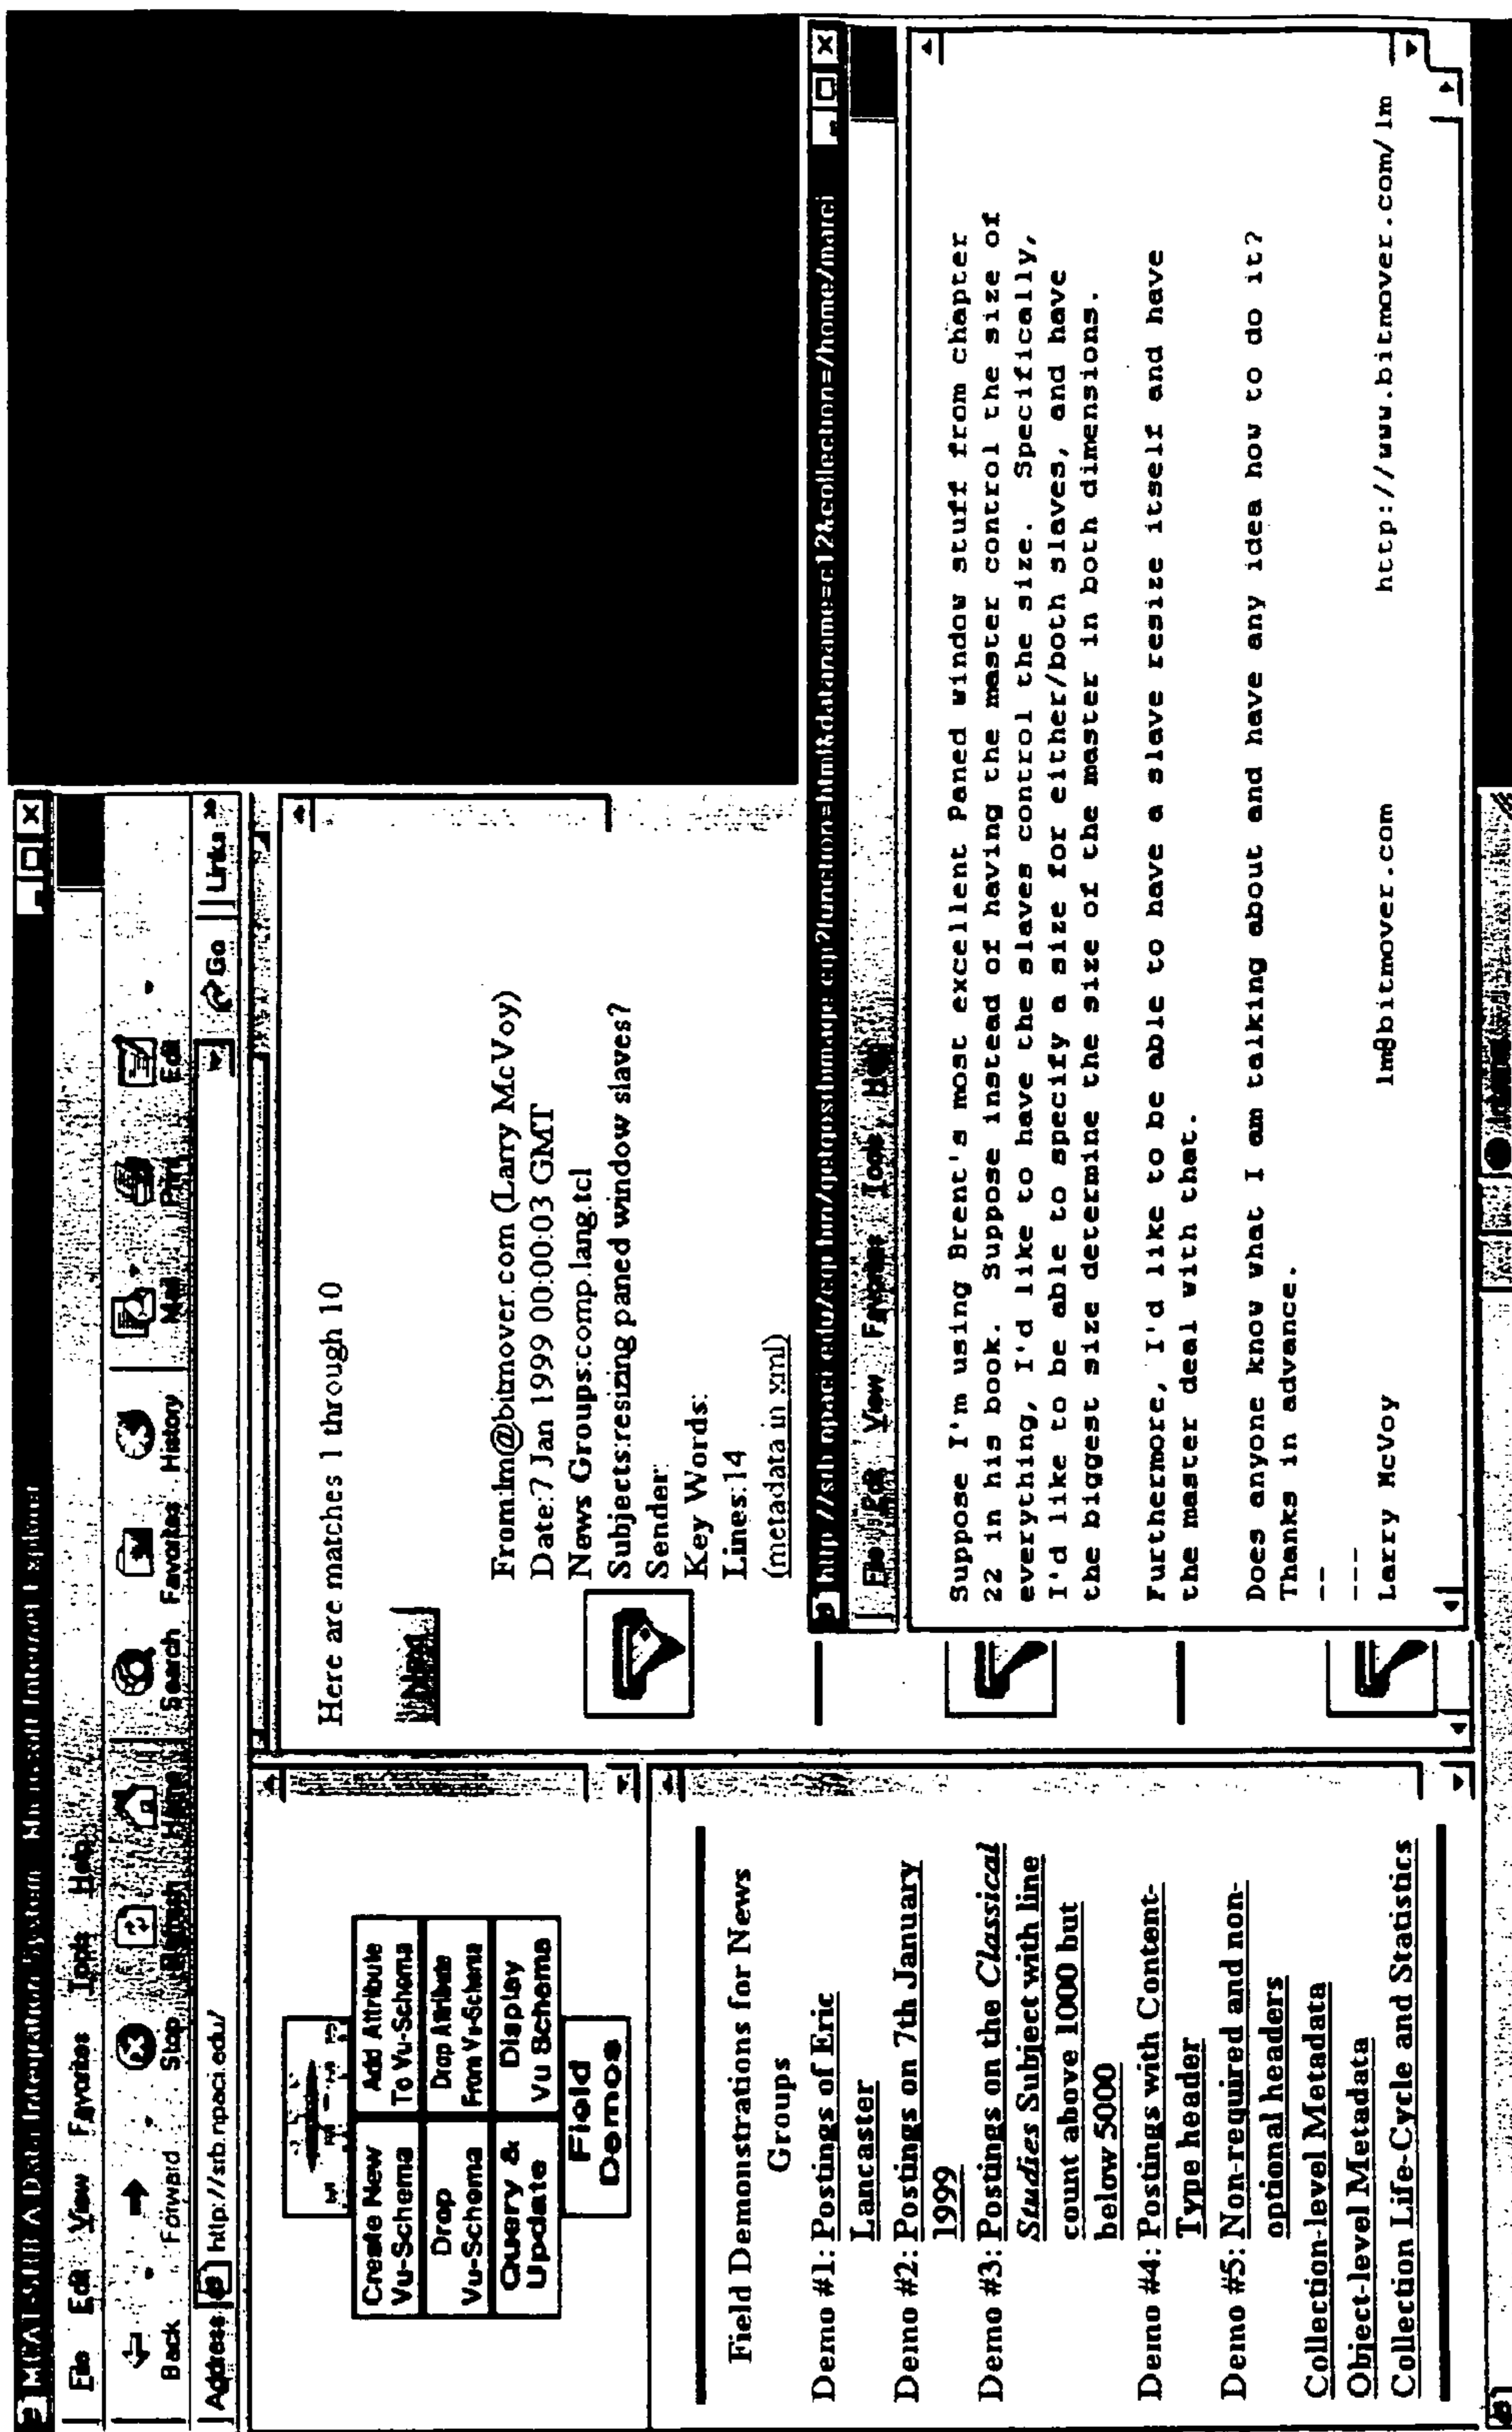 MCAT-SRB A Data Integration System Microsoft Internet Explorer
File Edit View Favorites Tools Help
Back Forward Stop Refresh Home Search Favorites History Mail Print Edit
Address http://srb.npaci.edu/ Go Links »
Create New Vu-Schema
Add Attribute To Vu-Schema
Drop Vu-Schema
Drop Attribute From Vu-Schema
Query & Update
Display Vu Schema
Field Demos
Field Demonstrations for News
Groups
Demo #1: Postings of Eric
Lancaster
Demo #2: Postings on 7th January
1999
Demo #3: Postings on the Classical
Studies Subject with line
count above 1000 but
below 5000
Demo #4: Postings with Content-
Type header
Demo #5: Non-required and non-
optional headers
Collection-level Metadata
Object-level Metadata
Collection Life-Cycle and Statistics
Here are matches 1 through 10
From:lm@bitmover.com (Larry McVoy)
Date:7 Jan 1999 00:00:03 GMT
News Groups:comp.lang.tcl
Subjects:resizing paned window slaves?
Sender:
Key Words:
Lines:14
(metadata in xml)
File Edit View Favorites Tools Help
Suppose I'm using Brent's most excellent Paned window stuff from chapter
22 in his book. Suppose instead of having the master control the size of
everything, I'd like to have the slaves control the size. Specifically,
I'd like to be able to specify a size for either/both slaves, and have
the biggest size determine the size of the master in both dimensions.
Furthermore, I'd like to be able to have a slave resize itself and have
the master deal with that.
Does anyone know what I am talking about and have any idea how to do it?
Thanks in advance.
--
---
Larry McVoy lm@bitmover.com http://www.bitmover.com/lm